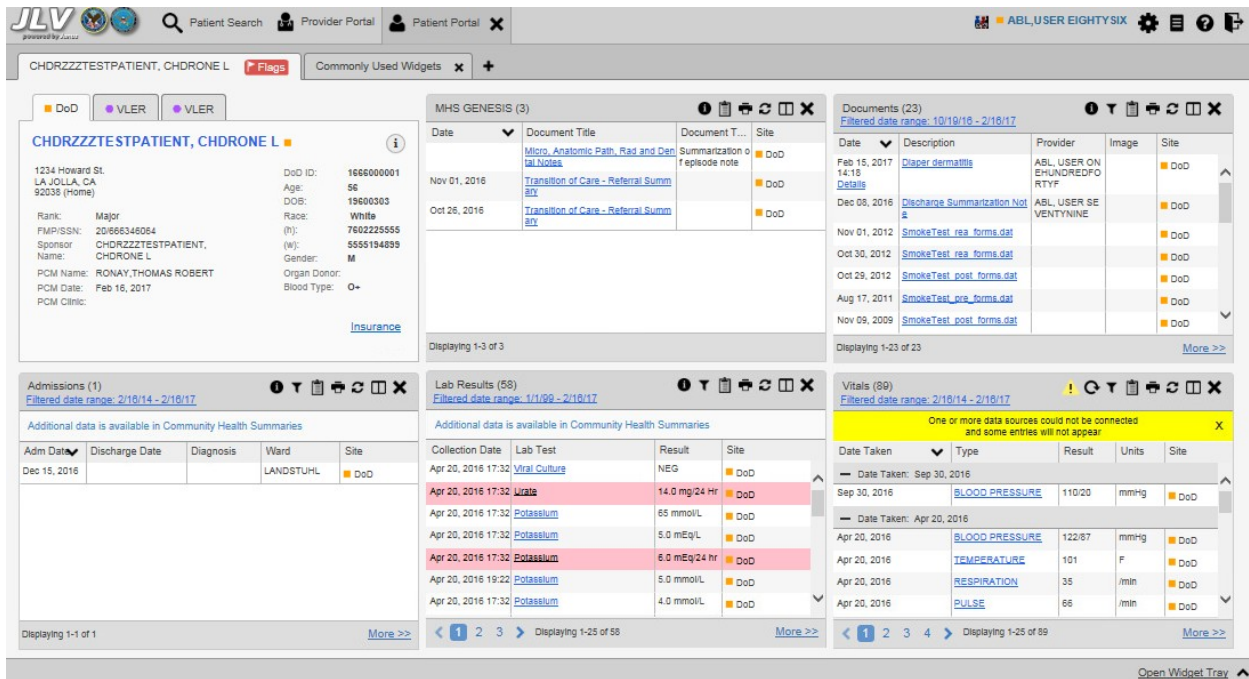 JLV
powered by Janus
Patient Search
Provider Portal
Patient Portal
ABL,USER EIGHTYSIX
CHDRZZZTESTPATIENT, CHDRONE L
Flags
Commonly Used Widgets
DoD
VLER
VLER
CHDRZZZTESTPATIENT, CHDRONE L
1234 Howard St.
LA JOLLA, CA
92038 (Home)
Rank: Major
FMP/SSN: 20/666346064
Sponsor Name: CHDRZZZTESTPATIENT, CHDRONE L
PCM Name: RONAY,THOMAS ROBERT
PCM Date: Feb 16, 2017
PCM Clinic:
DoD ID: 1666000001
Age: 56
DOB: 19600303
Race: White
(h): 7602225555
(w): 5555194899
Gender: M
Organ Donor:
Blood Type: O+
Insurance
MHS GENESIS (3)
Date Document Title Document T... Site
Micro, Anatomic Path, Rad and Dental Notes Summarization of episode note DoD
Nov 01, 2016 Transition of Care - Referral Summary DoD
Oct 26, 2016 Transition of Care - Referral Summary DoD
Displaying 1-3 of 3
Documents (23)
Filtered date range: 10/19/16 - 2/16/17
Date Description Provider Image Site
Feb 15, 2017 14:18 Diaper dermatitis ABL, USER ONEHUNDREDFORTYF DoD
Details
Dec 08, 2016 Discharge Summarization Note ABL, USER SEVENTYNINE DoD
Nov 01, 2012 SmokeTest_rea_forms.dat DoD
Oct 30, 2012 SmokeTest_rea_forms.dat DoD
Oct 29, 2012 SmokeTest_post_forms.dat DoD
Aug 17, 2011 SmokeTest_pre_forms.dat DoD
Nov 09, 2009 SmokeTest_post_forms.dat DoD
Displaying 1-23 of 23
More >>
Admissions (1)
Filtered date range: 2/16/14 - 2/16/17
Additional data is available in Community Health Summaries
Adm Date Discharge Date Diagnosis Ward Site
Dec 15, 2016 LANDSTUHL DoD
Displaying 1-1 of 1
More >>
Lab Results (58)
Filtered date range: 1/1/99 - 2/16/17
Additional data is available in Community Health Summaries
Collection Date Lab Test Result Site
Apr 20, 2016 17:32 Viral Culture NEG DoD
Apr 20, 2016 17:32 Urate 14.0 mg/24 Hr DoD
Apr 20, 2016 17:32 Potassium 65 mmol/L DoD
Apr 20, 2016 17:32 Potassium 5.0 mEq/L DoD
Apr 20, 2016 17:32 Potassium 6.0 mEq/24 hr DoD
Apr 20, 2016 19:22 Potassium 5.0 mmol/L DoD
Apr 20, 2016 17:32 Potassium 4.0 mmol/L DoD
1 2 3 Displaying 1-25 of 58
More >>
Vitals (89)
Filtered date range: 2/16/14 - 2/16/17
One or more data sources could not be connected
and some entries will not appear
X
Date Taken Type Result Units Site
Date Taken: Sep 30, 2016
Sep 30, 2016 BLOOD PRESSURE 110/20 mmHg DoD
Date Taken: Apr 20, 2016
Apr 20, 2016 BLOOD PRESSURE 122/87 mmHg DoD
Apr 20, 2016 TEMPERATURE 101 F DoD
Apr 20, 2016 RESPIRATION 35 /min DoD
Apr 20, 2016 PULSE 66 /min DoD
1 2 3 4 Displaying 1-25 of 89
More >>
Open Widget Tray